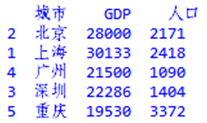 城市 GDP 人口
2 北京 28000 2171
1 上海 30133 2418
4 广州 21500 1090
3 深圳 22286 1404
5 重庆 19530 3372